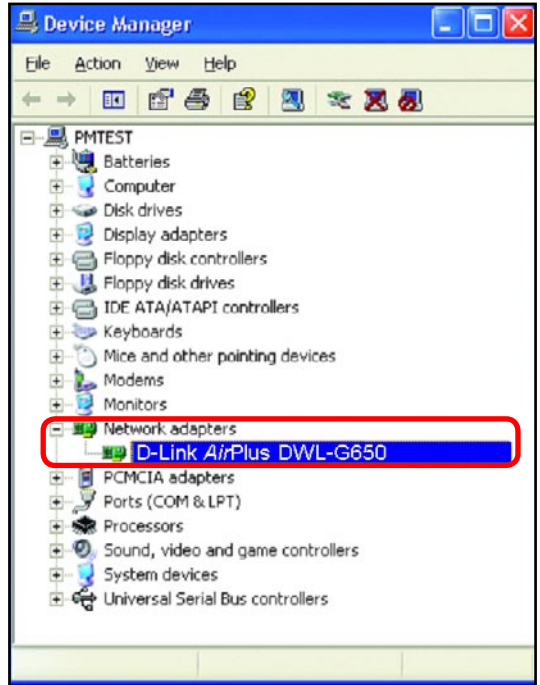 Device Manager
File Action View Help
PMTEST
Batteries
Computer
Disk drives
Display adapters
Floppy disk controllers
Floppy disk drives
IDE ATA/ATAPI controllers
Keyboards
Mice and other pointing devices
Modems
Monitors
Network adapters
D-Link AirPlus DWL-G650
PCMCIA adapters
Ports (COM & LPT)
Processors
Sound, video and game controllers
System devices
Universal Serial Bus controllers